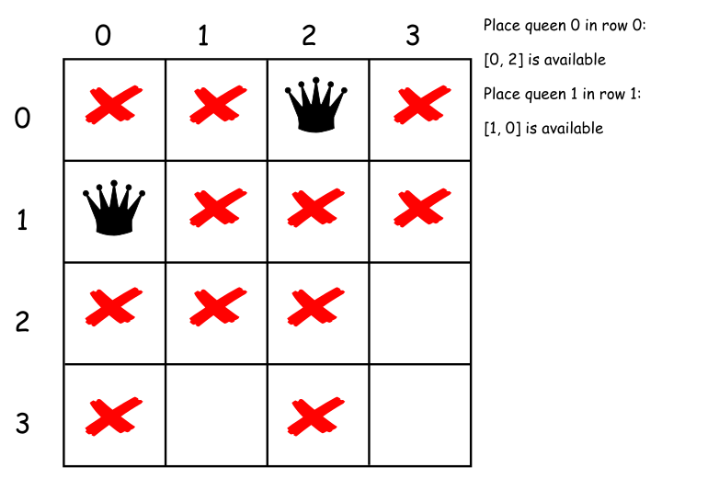 0 1 2 3
Place queen 0 in row 0:
[0, 2] is available
Place queen 1 in row 1:
[1, 0] is available
0
1
2
3